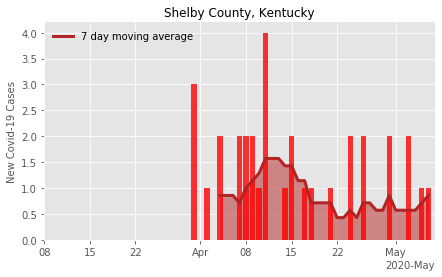 Shelby County, Kentucky
7 day moving average
New Covid-19 Cases
4.0
3.5
3.0
2.5
2.0
1.5
1.0
0.5
0.0
08 15 22 Apr 08 15 22 May
2020-May